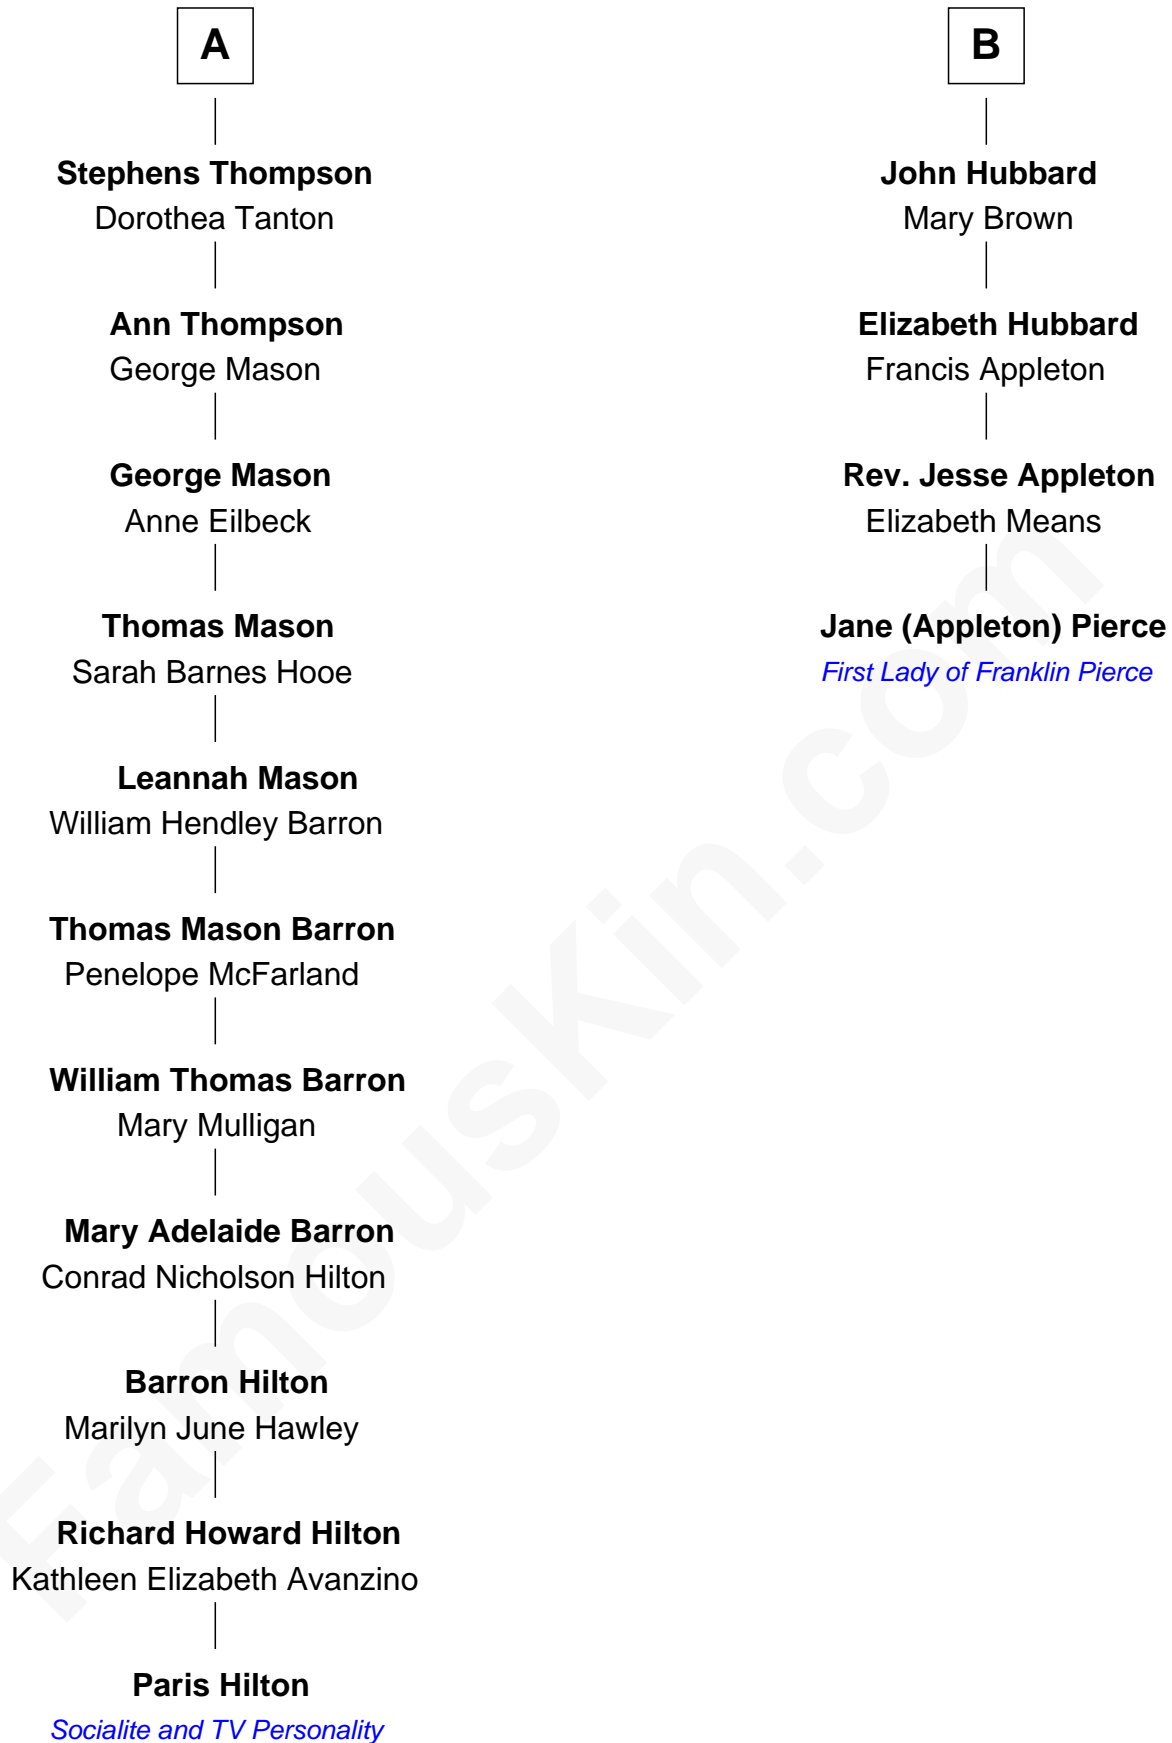 A
Stephens Thompson
Dorothea Tanton
Ann Thompson
George Mason
George Mason
Anne Eilbeck
Thomas Mason
Sarah Barnes Hooe
Leannah Mason
William Hendley Barron
Thomas Mason Barron
Penelope McFarland
William Thomas Barron
Mary Mulligan
Mary Adelaide Barron
Conrad Nicholson Hilton
Barron Hilton
Marilyn June Hawley
Richard Howard Hilton
Kathleen Elizabeth Avanzino
Paris Hilton
Socialite and TV Personality
B
John Hubbard
Mary Brown
Elizabeth Hubbard
Francis Appleton
Rev. Jesse Appleton
Elizabeth Means
Jane (Appleton) Pierce
First Lady of Franklin Pierce
FamousKin.com